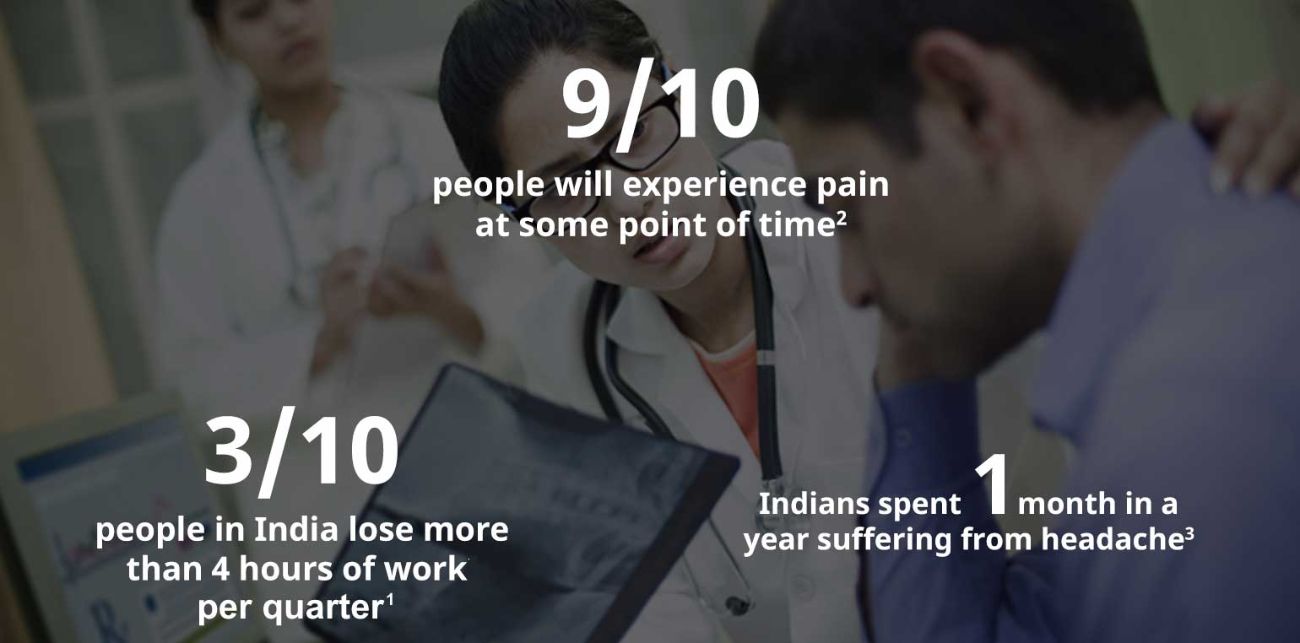 9/10
people will experience pain
at some point of time²
3/10
people in India lose more
than 4 hours of work
per quarter¹
Indians spent 1 month in a
year suffering from headache³